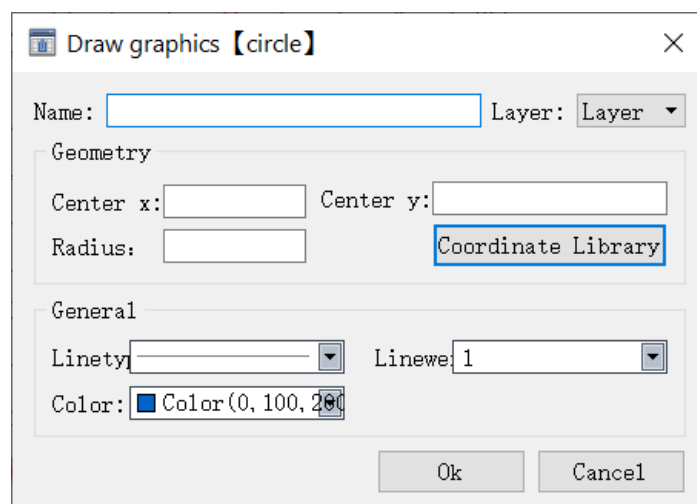 Draw graphics【circle】
Name: Layer: Layer
Geometry
Center x: Center y:
Radius: Coordinate Library
General
Linety Linewe 1
Color: Color(0,100,200
Ok Cancel